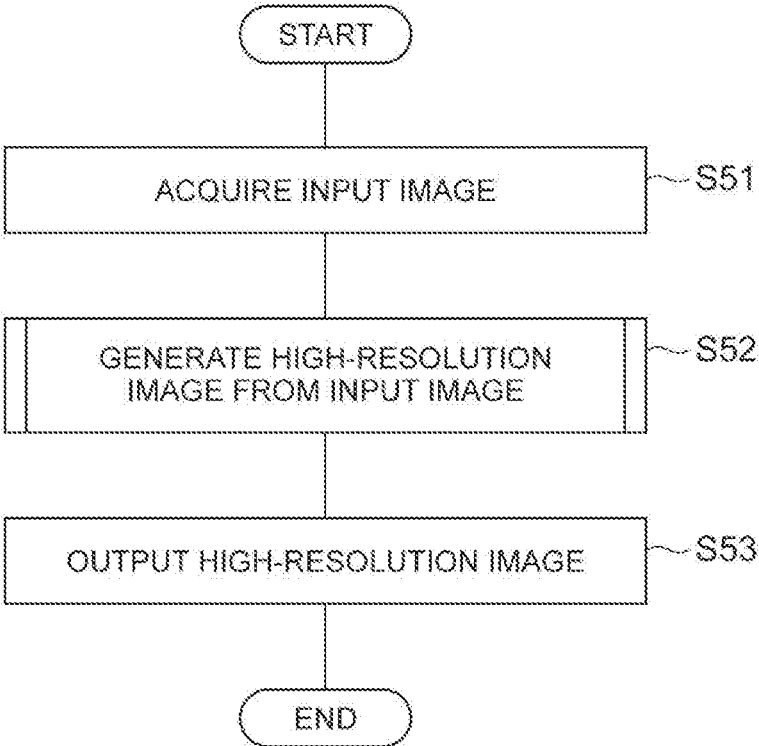 START
ACQUIRE INPUT IMAGE
S51
GENERATE HIGH-RESOLUTION
IMAGE FROM INPUT IMAGE
S52
OUTPUT HIGH-RESOLUTION IMAGE
S53
END